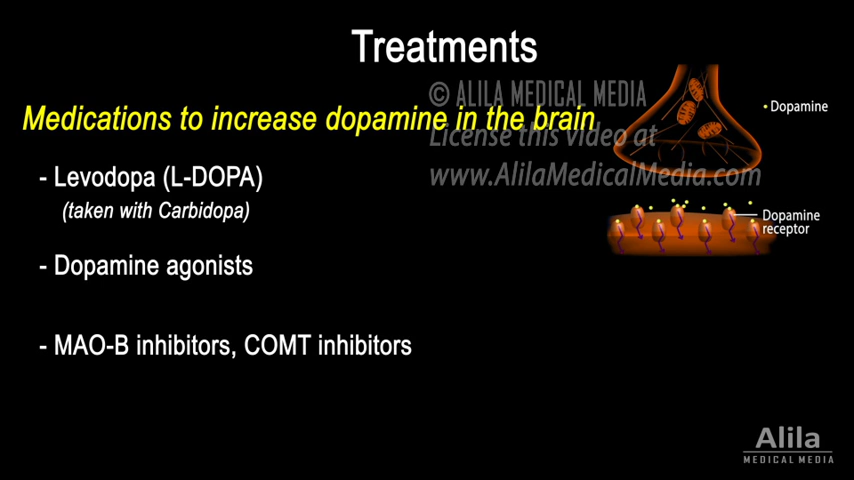 Treatments
© ALILA MEDICAL MEDIA
Medications to increase dopamine in the brain
License this video at
www.AlilaMedicalMedia.com
- Levodopa (L-DOPA)
(taken with Carbidopa)
- Dopamine agonists
- MAO-B inhibitors, COMT inhibitors
Dopamine
Dopamine
receptor
Alila
MEDICAL MEDIA